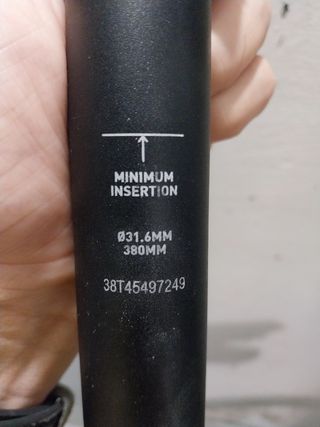 MINIMUM
INSERTION
Ø31.6MM
380MM
38T45497249